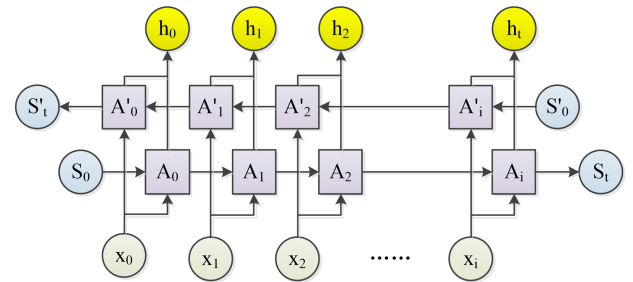 h₀ h₁ h₂ hₜ
S'ₜ A'₀ A'₁ A'₂ A'ᵢ S'₀
S₀ A₀ A₁ A₂ Aᵢ Sₜ
x₀ x₁ x₂ ...... xᵢ